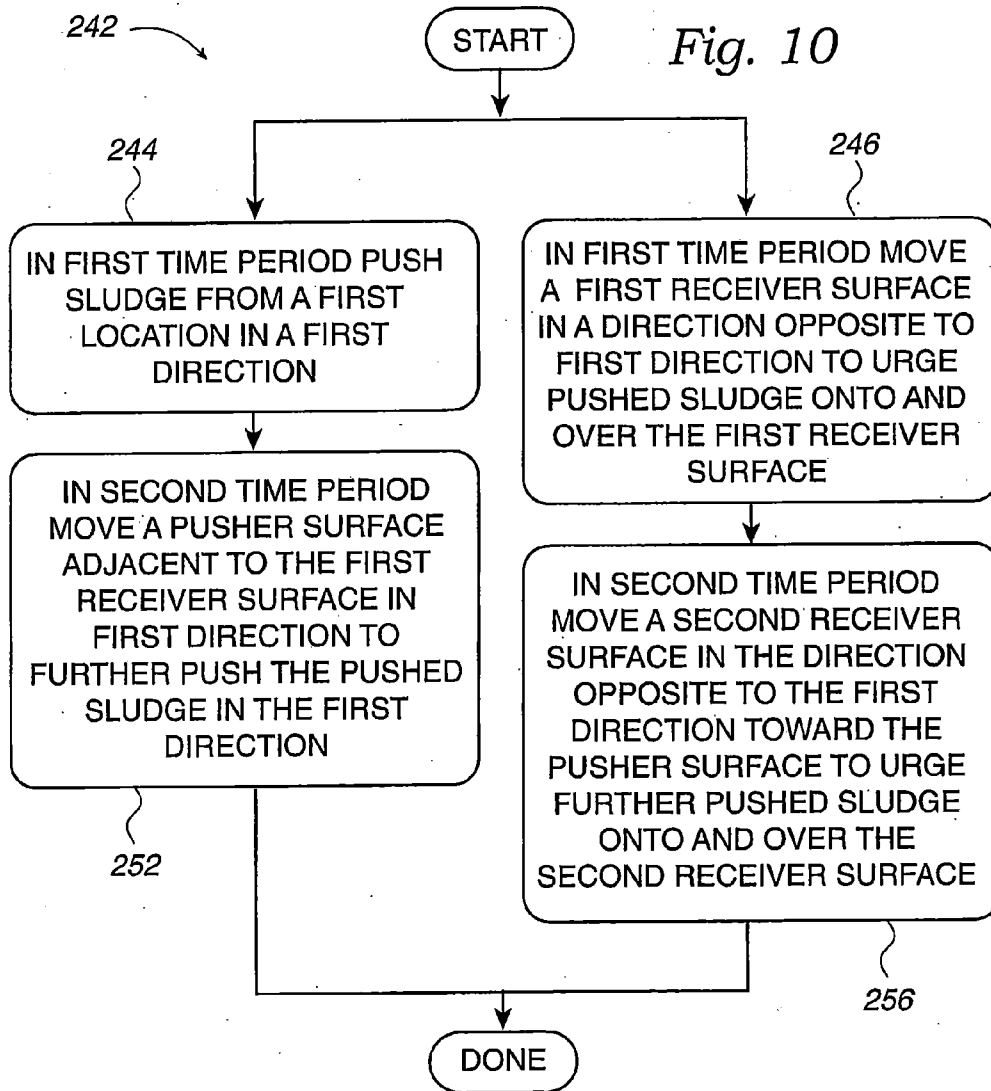 242
START
Fig. 10
244
246
IN FIRST TIME PERIOD PUSH
SLUDGE FROM A FIRST
LOCATION IN A FIRST
DIRECTION
IN FIRST TIME PERIOD MOVE
A FIRST RECEIVER SURFACE
IN A DIRECTION OPPOSITE TO
FIRST DIRECTION TO URGE
PUSHED SLUDGE ONTO AND
OVER THE FIRST RECEIVER
SURFACE
IN SECOND TIME PERIOD
MOVE A PUSHER SURFACE
ADJACENT TO THE FIRST
RECEIVER SURFACE IN
FIRST DIRECTION TO
FURTHER PUSH THE PUSHED
SLUDGE IN THE FIRST
DIRECTION
IN SECOND TIME PERIOD
MOVE A SECOND RECEIVER
SURFACE IN THE DIRECTION
OPPOSITE TO THE FIRST
DIRECTION TOWARD THE
PUSHER SURFACE TO URGE
FURTHER PUSHED SLUDGE
ONTO AND OVER THE
SECOND RECEIVER SURFACE
252
256
DONE